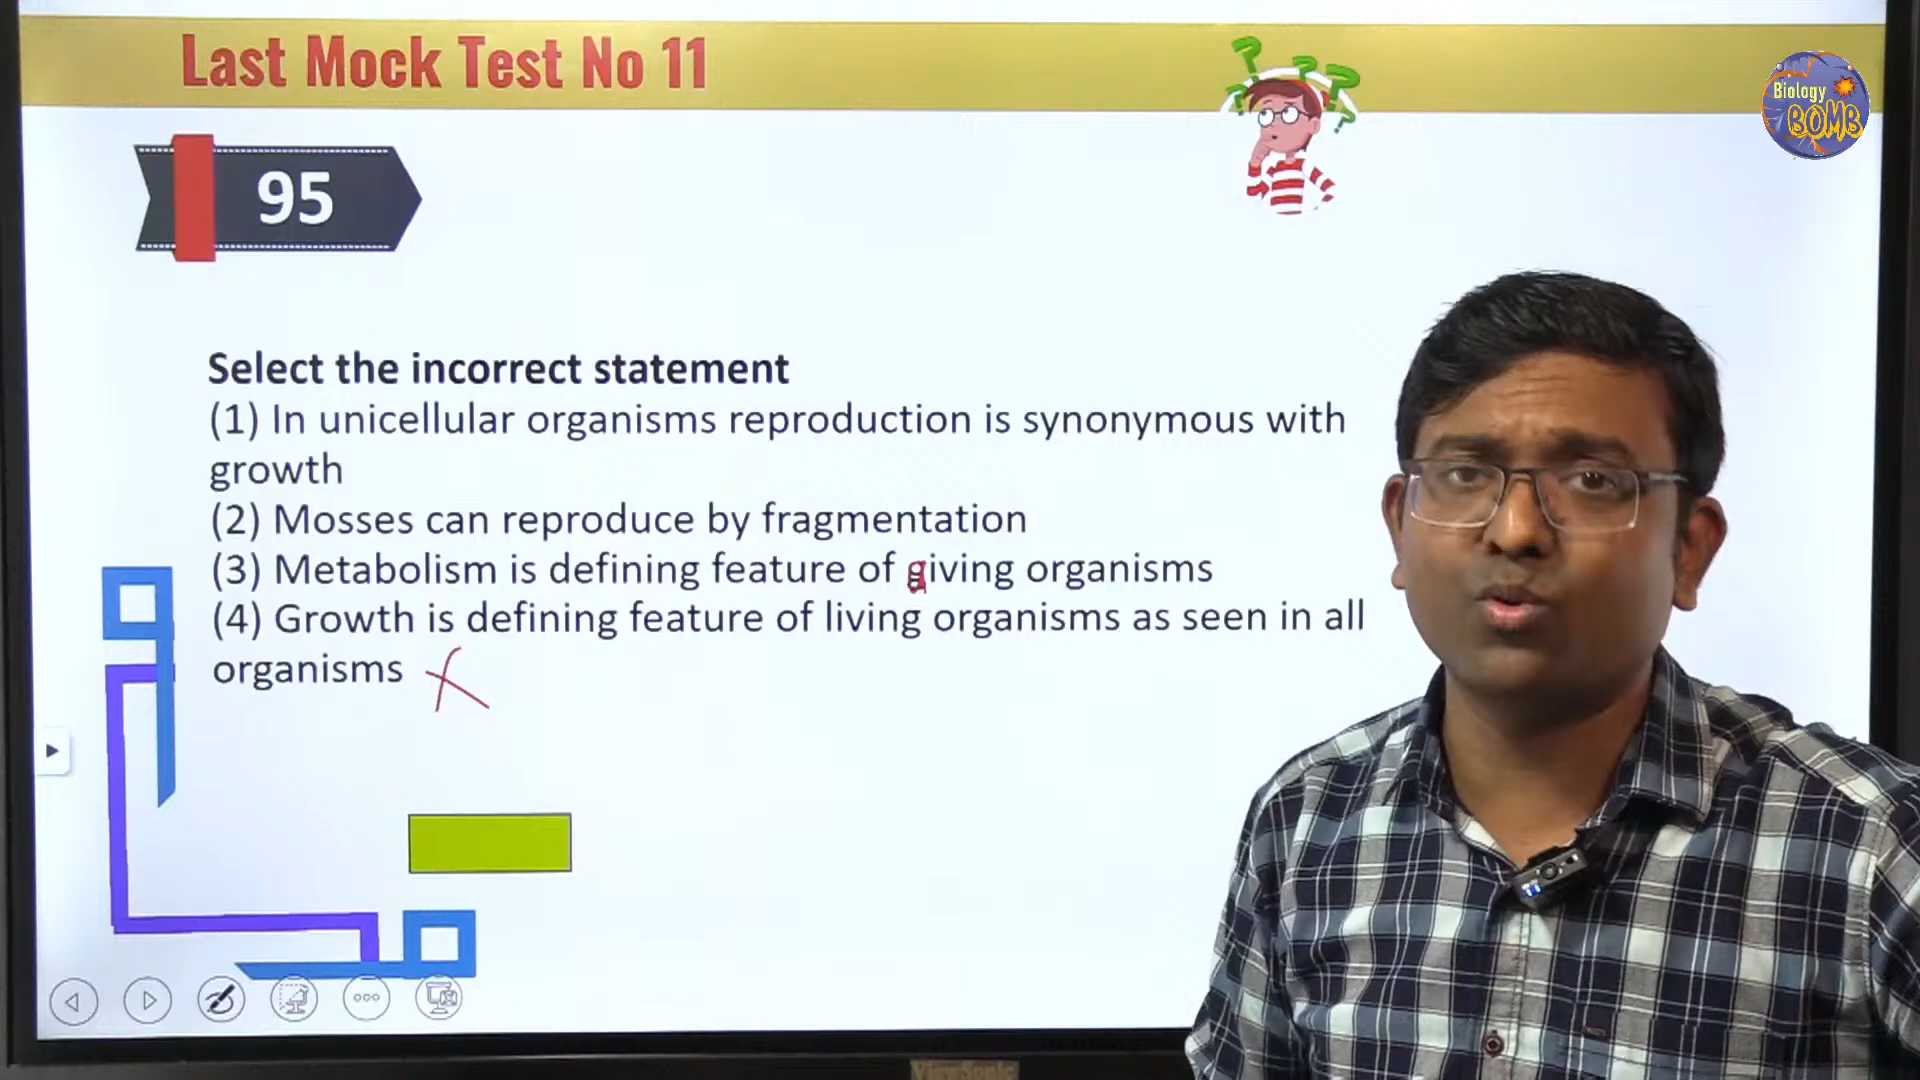 Last Mock Test No 11
Biology
BOMB
95
Select the incorrect statement
(1) In unicellular organisms reproduction is synonymous with
growth
(2) Mosses can reproduce by fragmentation
(3) Metabolism is defining feature of giving organisms
(4) Growth is defining feature of living organisms as seen in all
organisms
ViewSonic